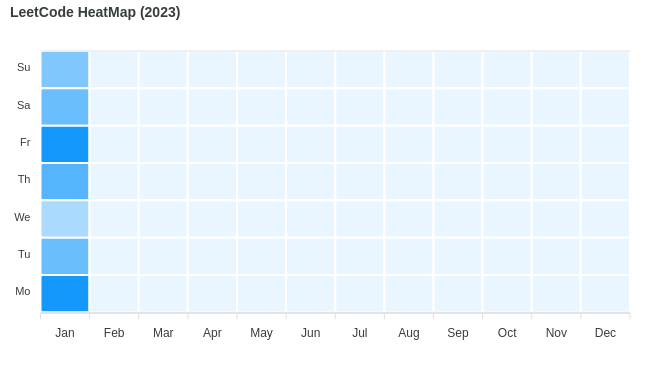 LeetCode HeatMap (2023)
Su
Sa
Fr
Th
We
Tu
Mo
Jan Feb Mar Apr May Jun Jul Aug Sep Oct Nov Dec